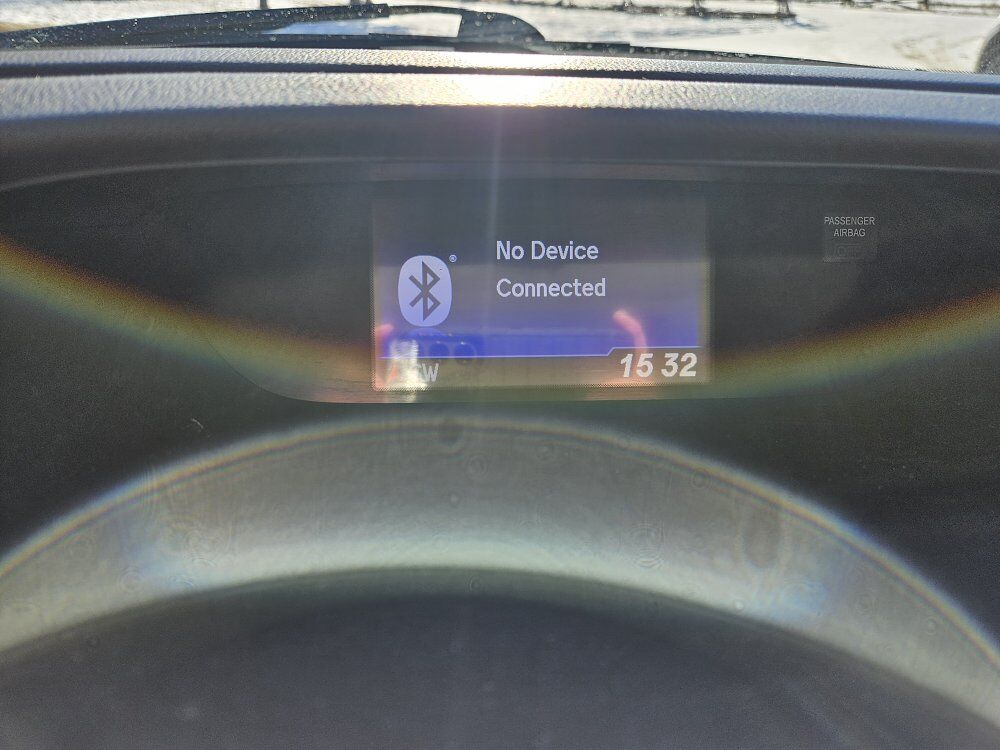 No Device
Connected
15 32
PASSENGER
AIRBAG